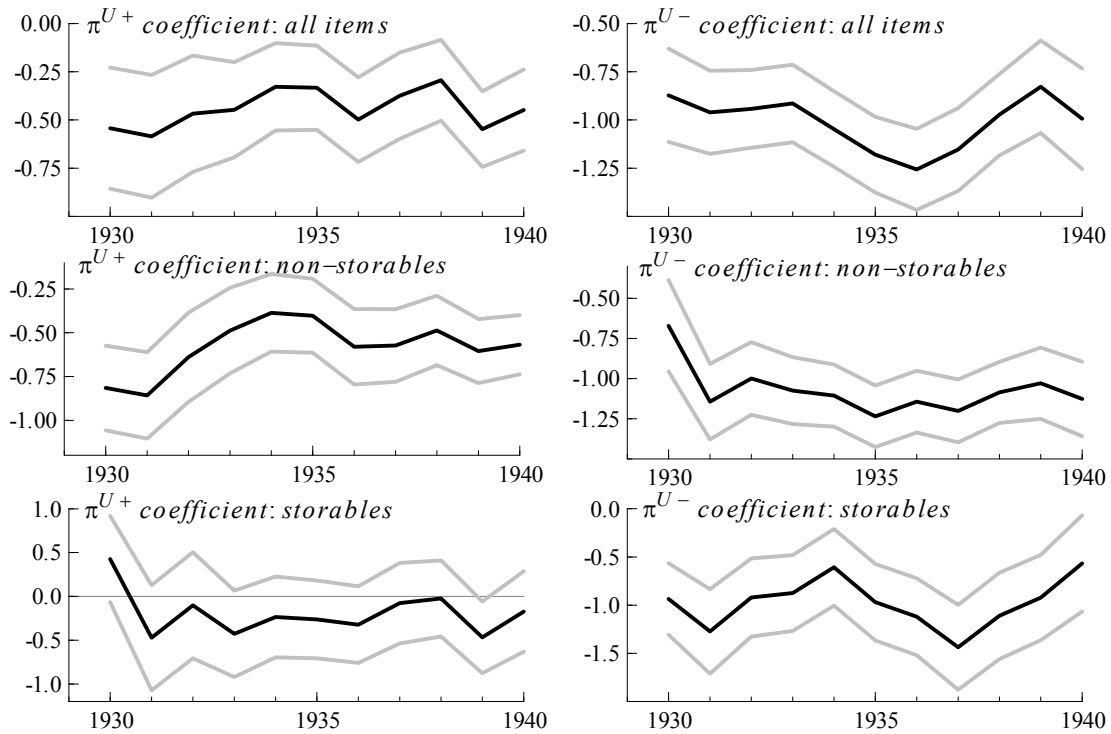 π^{U+} coefficient: all items
0.00
-0.25
-0.50
-0.75
1930 1935 1940
π^{U−} coefficient: all items
-0.50
-0.75
-1.00
-1.25
1930 1935 1940
π^{U+} coefficient: non−storables
-0.25
-0.50
-0.75
-1.00
1930 1935 1940
π^{U−} coefficient: non−storables
-0.50
-0.75
-1.00
-1.25
1930 1935 1940
π^{U+} coefficient: storables
1.0
0.5
0.0
-0.5
-1.0
1930 1935 1940
π^{U−} coefficient: storables
0.0
-0.5
-1.0
-1.5
1930 1935 1940